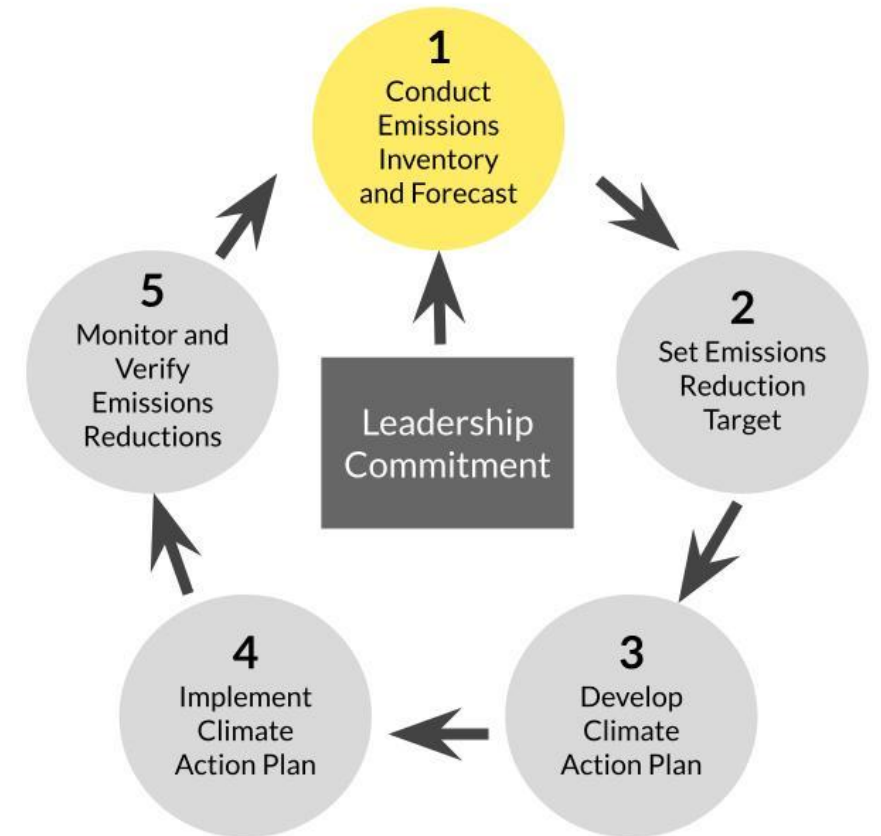 1
Conduct
Emissions
Inventory
and Forecast
2
Set Emissions
Reduction
Target
3
Develop
Climate
Action Plan
4
Implement
Climate
Action Plan
5
Monitor and
Verify
Emissions
Reductions
Leadership
Commitment